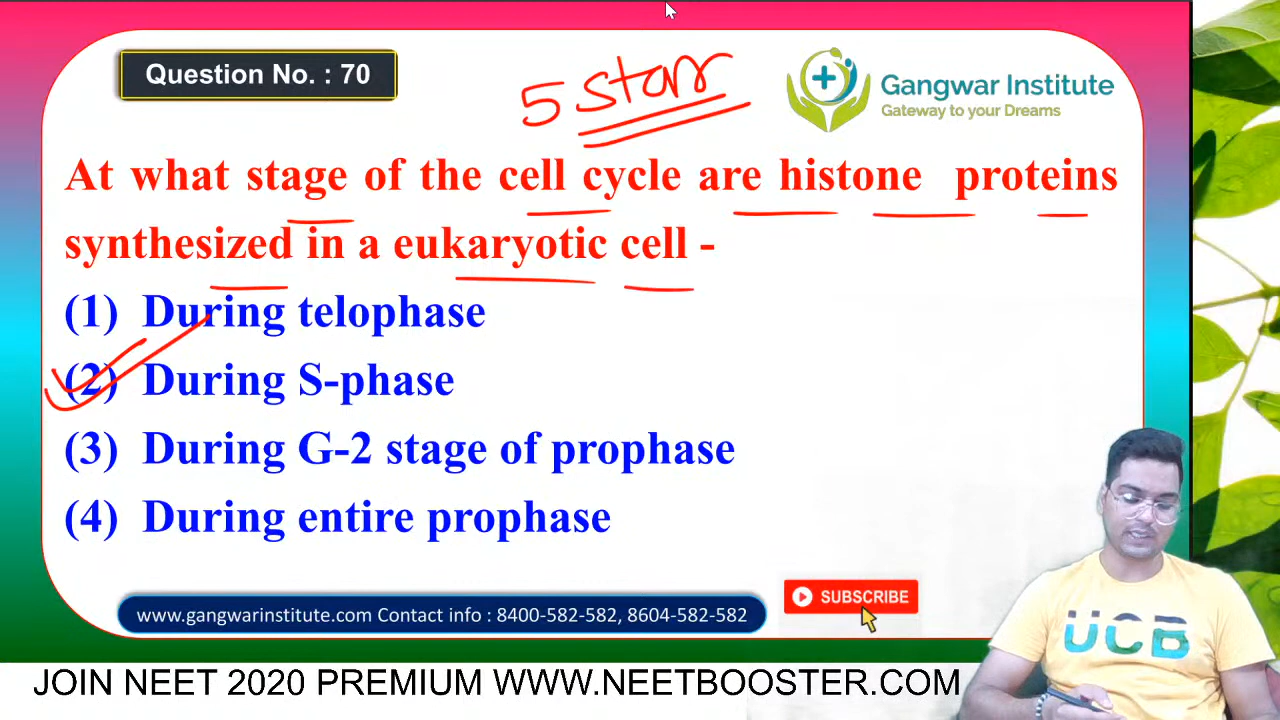 Question No. : 70
5 star
Gangwar Institute
Gateway to your Dreams
At what stage of the cell cycle are histone proteins
synthesized in a eukaryotic cell -
(1) During telophase
(2) During S-phase
(3) During G-2 stage of prophase
(4) During entire prophase
www.gangwarinstitute.com Contact info : 8400-582-582, 8604-582-582
SUBSCRIBE
UCB
JOIN NEET 2020 PREMIUM WWW.NEETBOOSTER.COM